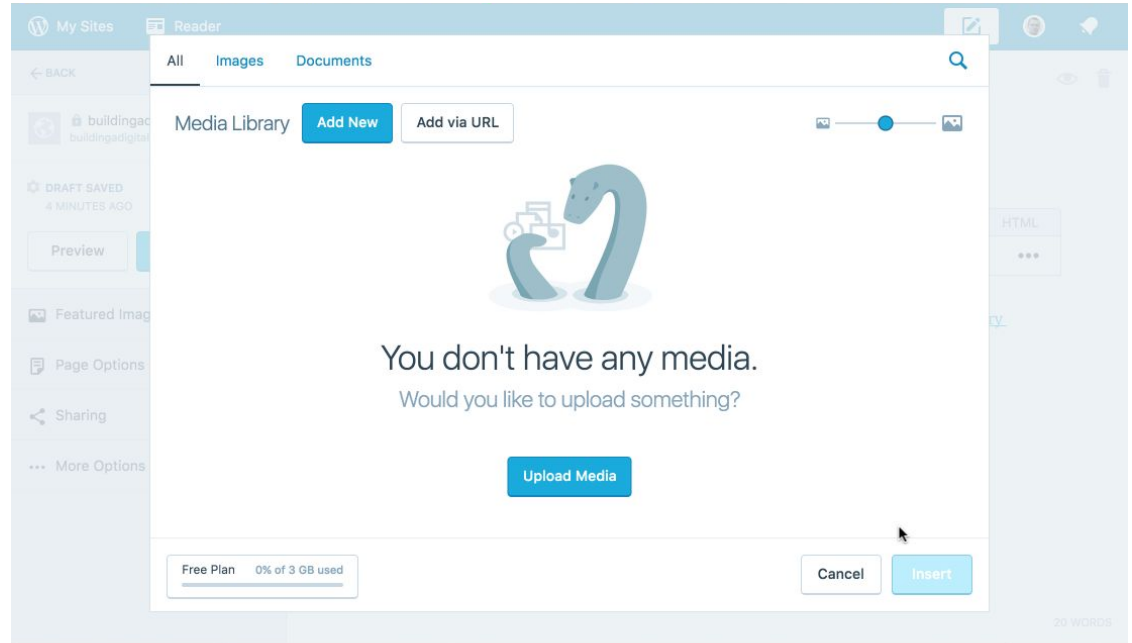 My Sites
Reader
All
Images
Documents
BACK
Media Library
Add New
Add via URL
buildingad
buildingadigital
DRAFT SAVED
4 MINUTES AGO
HTML
Preview
Featured Imag
You don't have any media.
Page Options
Would you like to upload something?
Sharing
More Options
Upload Media
Free Plan
0% of 3 GB used
Cancel
Insert
20 WORDS